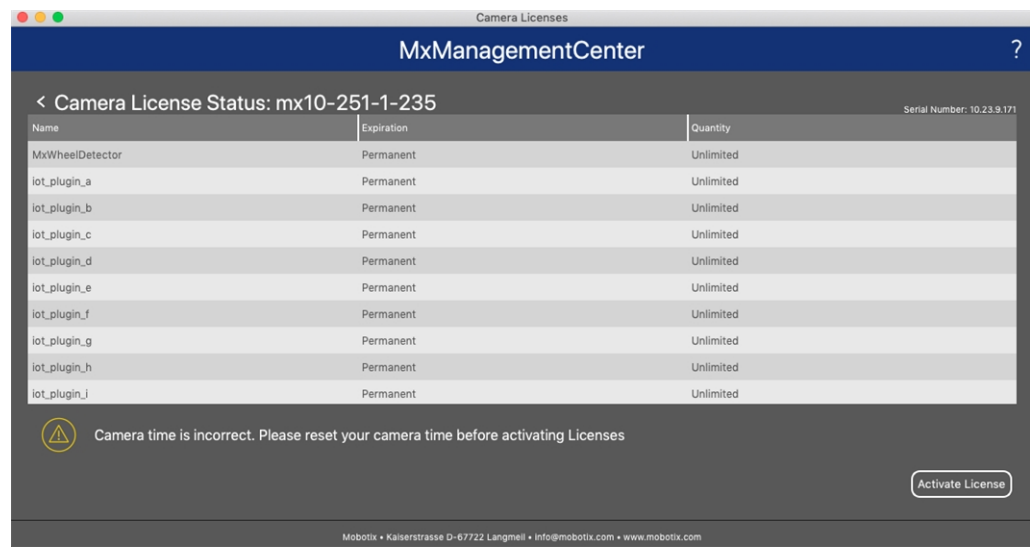 Camera Licenses
MxManagementCenter
?
< Camera License Status: mx10-251-1-235
Serial Number: 10.23.9.171
Name Expiration Quantity
MxWheelDetector Permanent Unlimited
iot_plugin_a Permanent Unlimited
iot_plugin_b Permanent Unlimited
iot_plugin_c Permanent Unlimited
iot_plugin_d Permanent Unlimited
iot_plugin_e Permanent Unlimited
iot_plugin_f Permanent Unlimited
iot_plugin_g Permanent Unlimited
iot_plugin_h Permanent Unlimited
iot_plugin_i Permanent Unlimited
Camera time is incorrect. Please reset your camera time before activating Licenses
Activate License
Mobotix • Kaiserstrasse D-67722 Langmeil • info@mobotix.com • www.mobotix.com